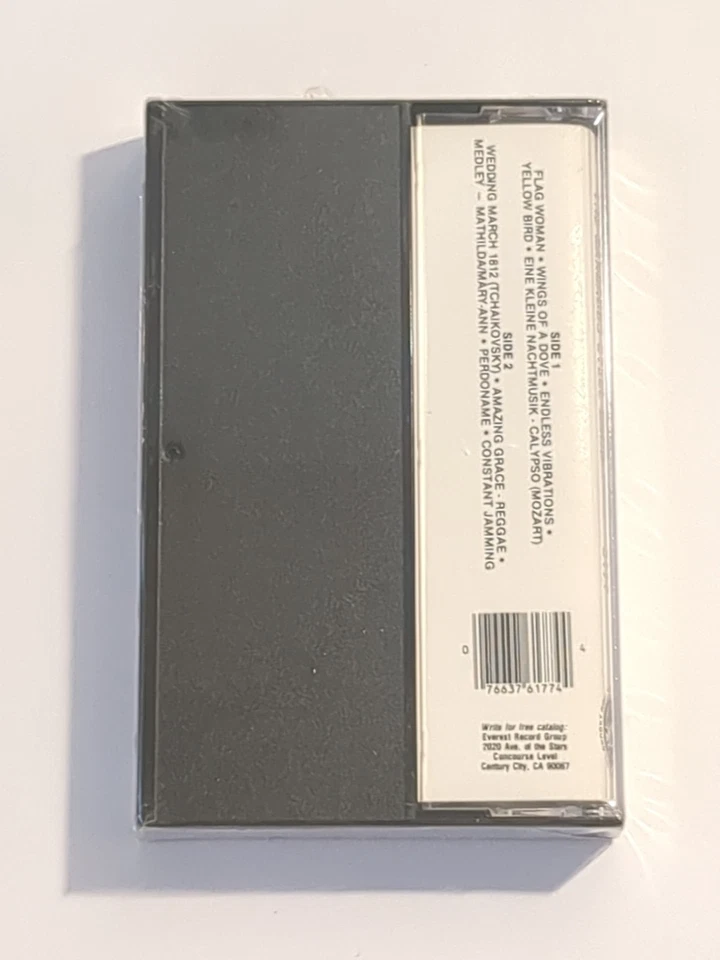 SIDE 1
FLAG WOMAN * WINGS OF A DOVE * ENDLESS VIBRATIONS *
YELLOW BIRD * EINE KLEINE NACHTMUSIK - CALYPSO (MOZART)
SIDE 2
WEDDING MARCH 1812 (TCHAIKOVSKY) * AMAZING GRACE - REGGAE *
MEDLEY — MATHILDA/MARY-ANN * PERDONAME * CONSTANT JAMMING
0 76637 61774 4
Write for free catalog:
Everest Record Group
2020 Ave. of the Stars
Concourse Level
Century City, CA 90067